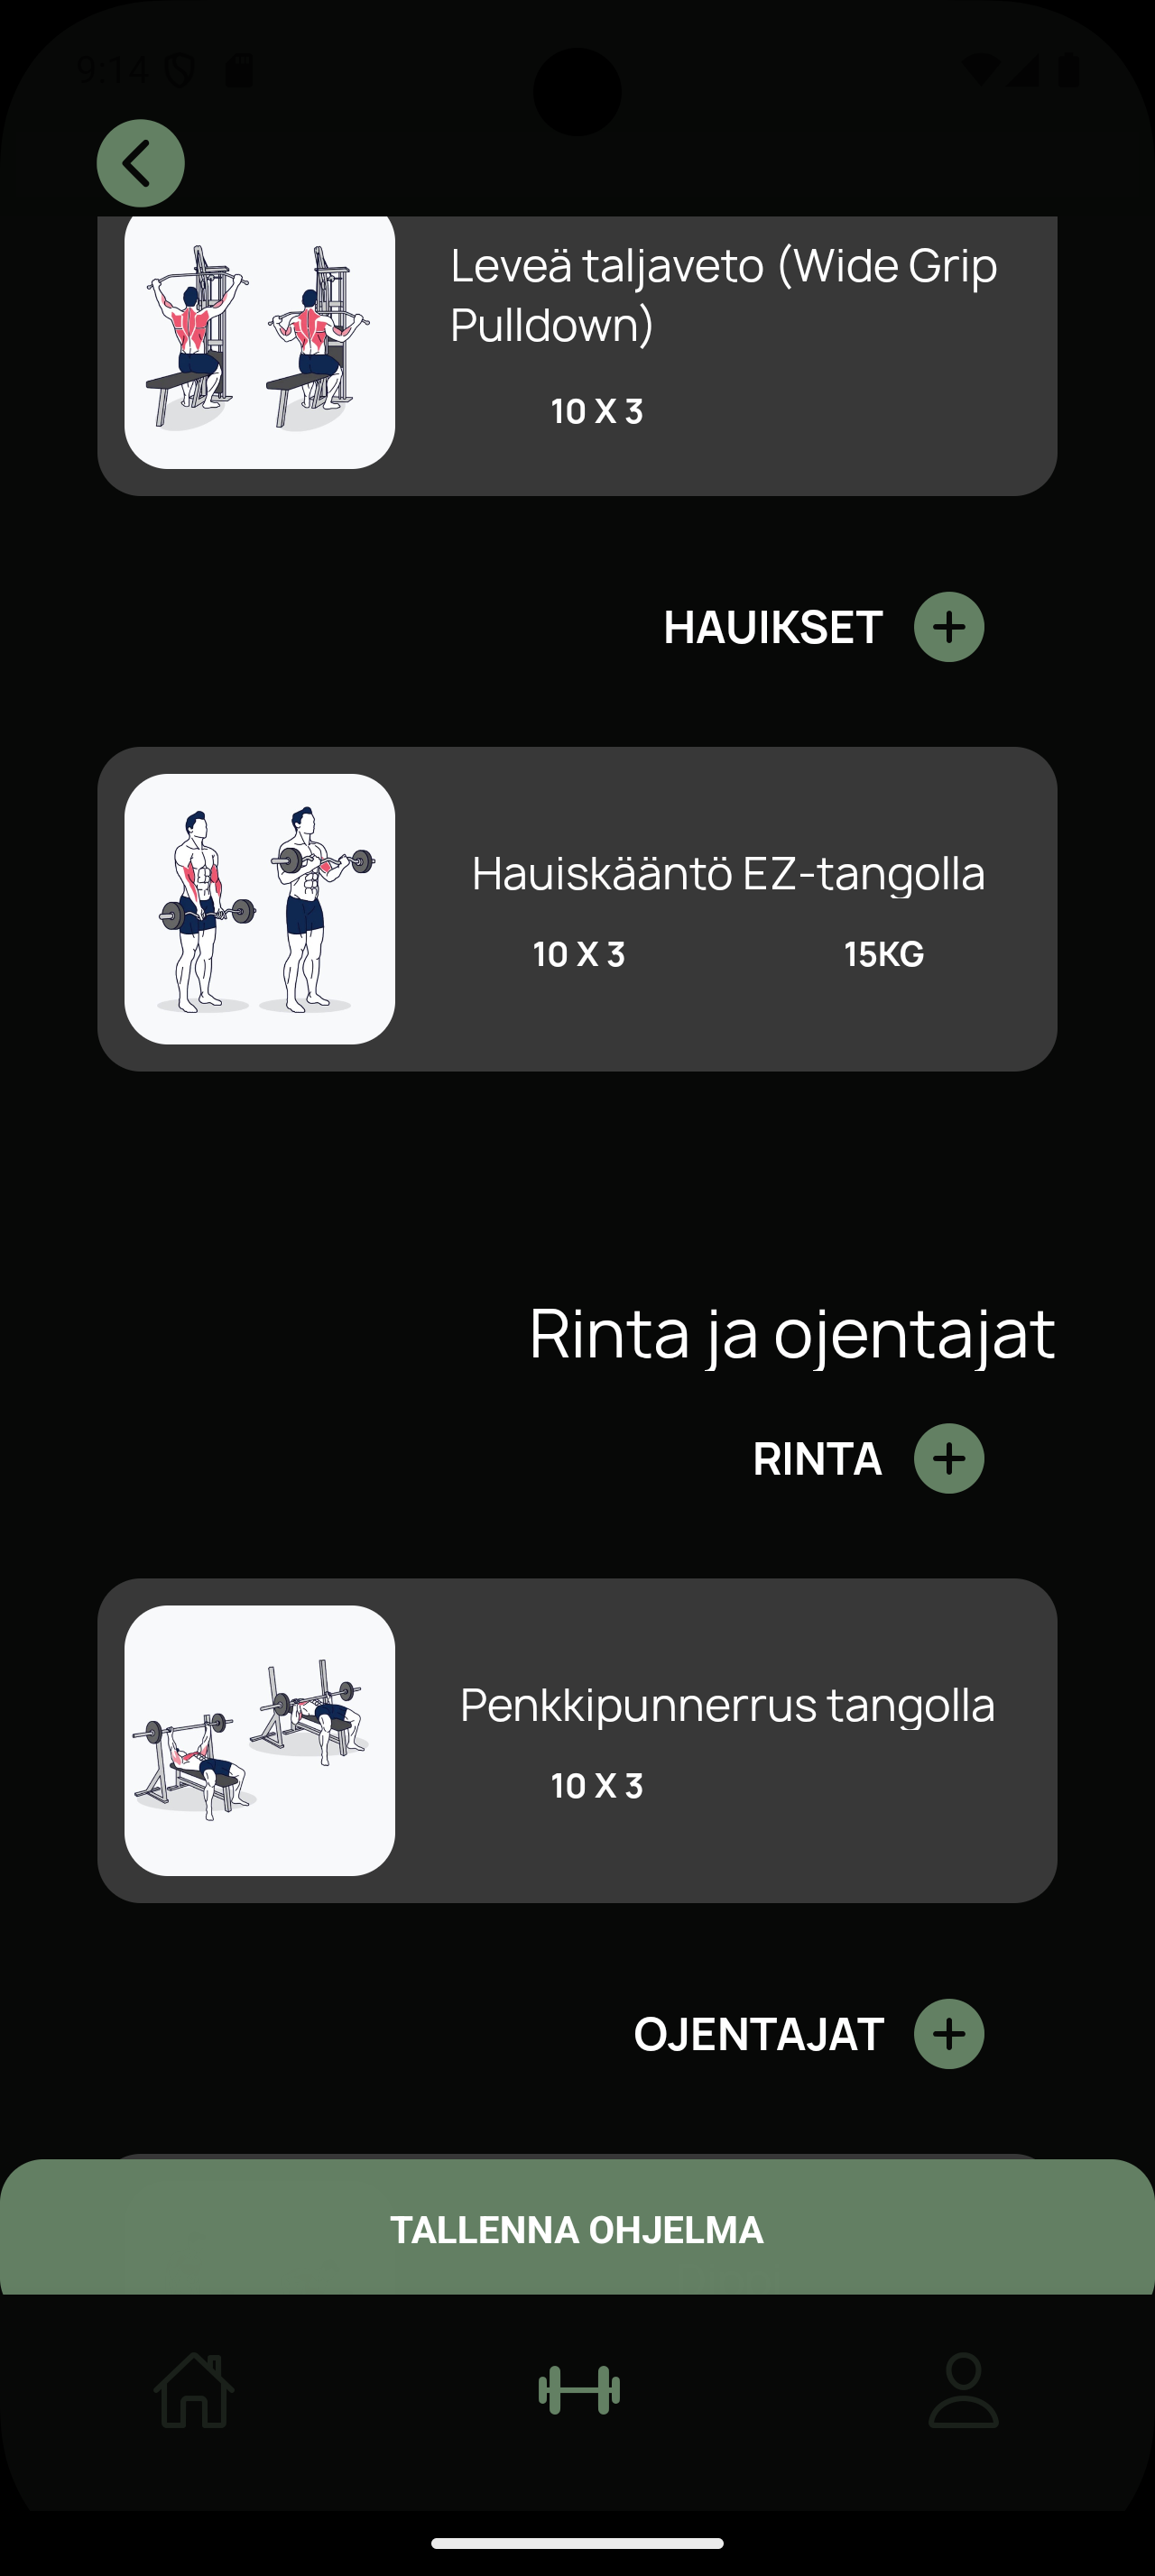 9:14
Leveä taljaveto (Wide Grip
Pulldown)
10 X 3
HAUIKSET
Hauiskääntö EZ-tangolla
10 X 3 15KG
Rinta ja ojentajat
RINTA
Penkkipunnerrus tangolla
10 X 3
OJENTAJAT
TALLENNA OHJELMA